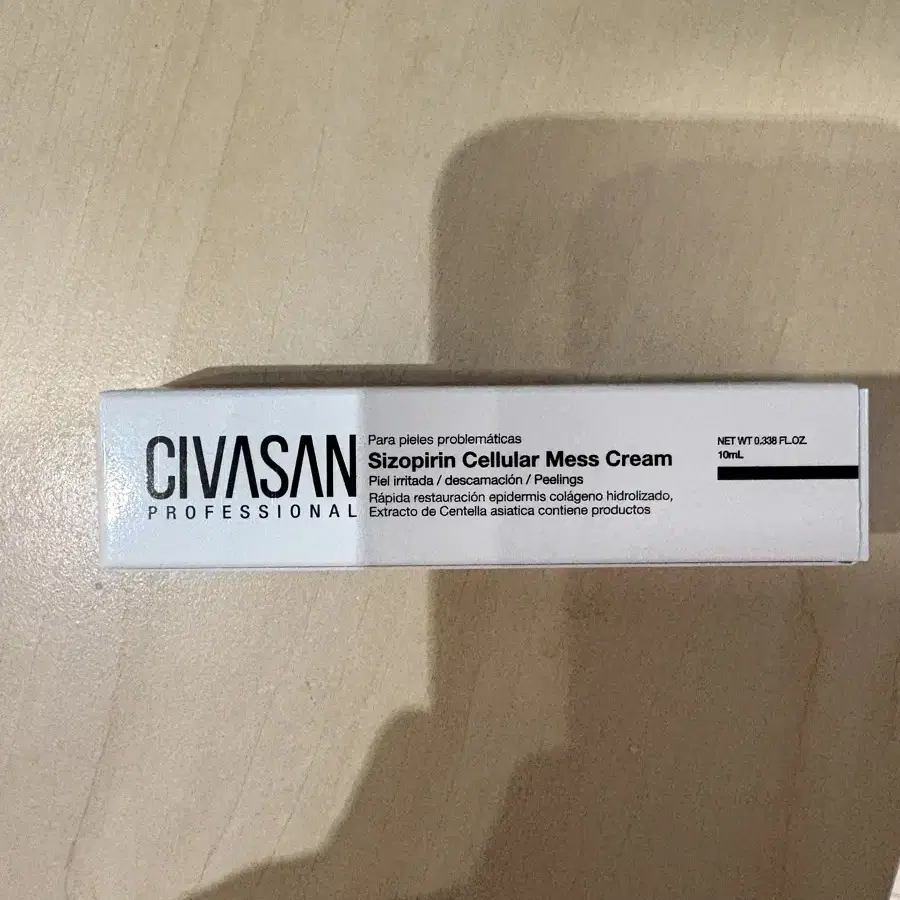 CIVASAN
PROFESSIONAL
Para pieles problemáticas
Sizopirin Cellular Mess Cream
Piel irritada / descamación / Peelings
Rápida restauración epidermis colágeno hidrolizado,
Extracto de Centella asiatica contiene productos
NET WT 0.338 FL.OZ.
10mL